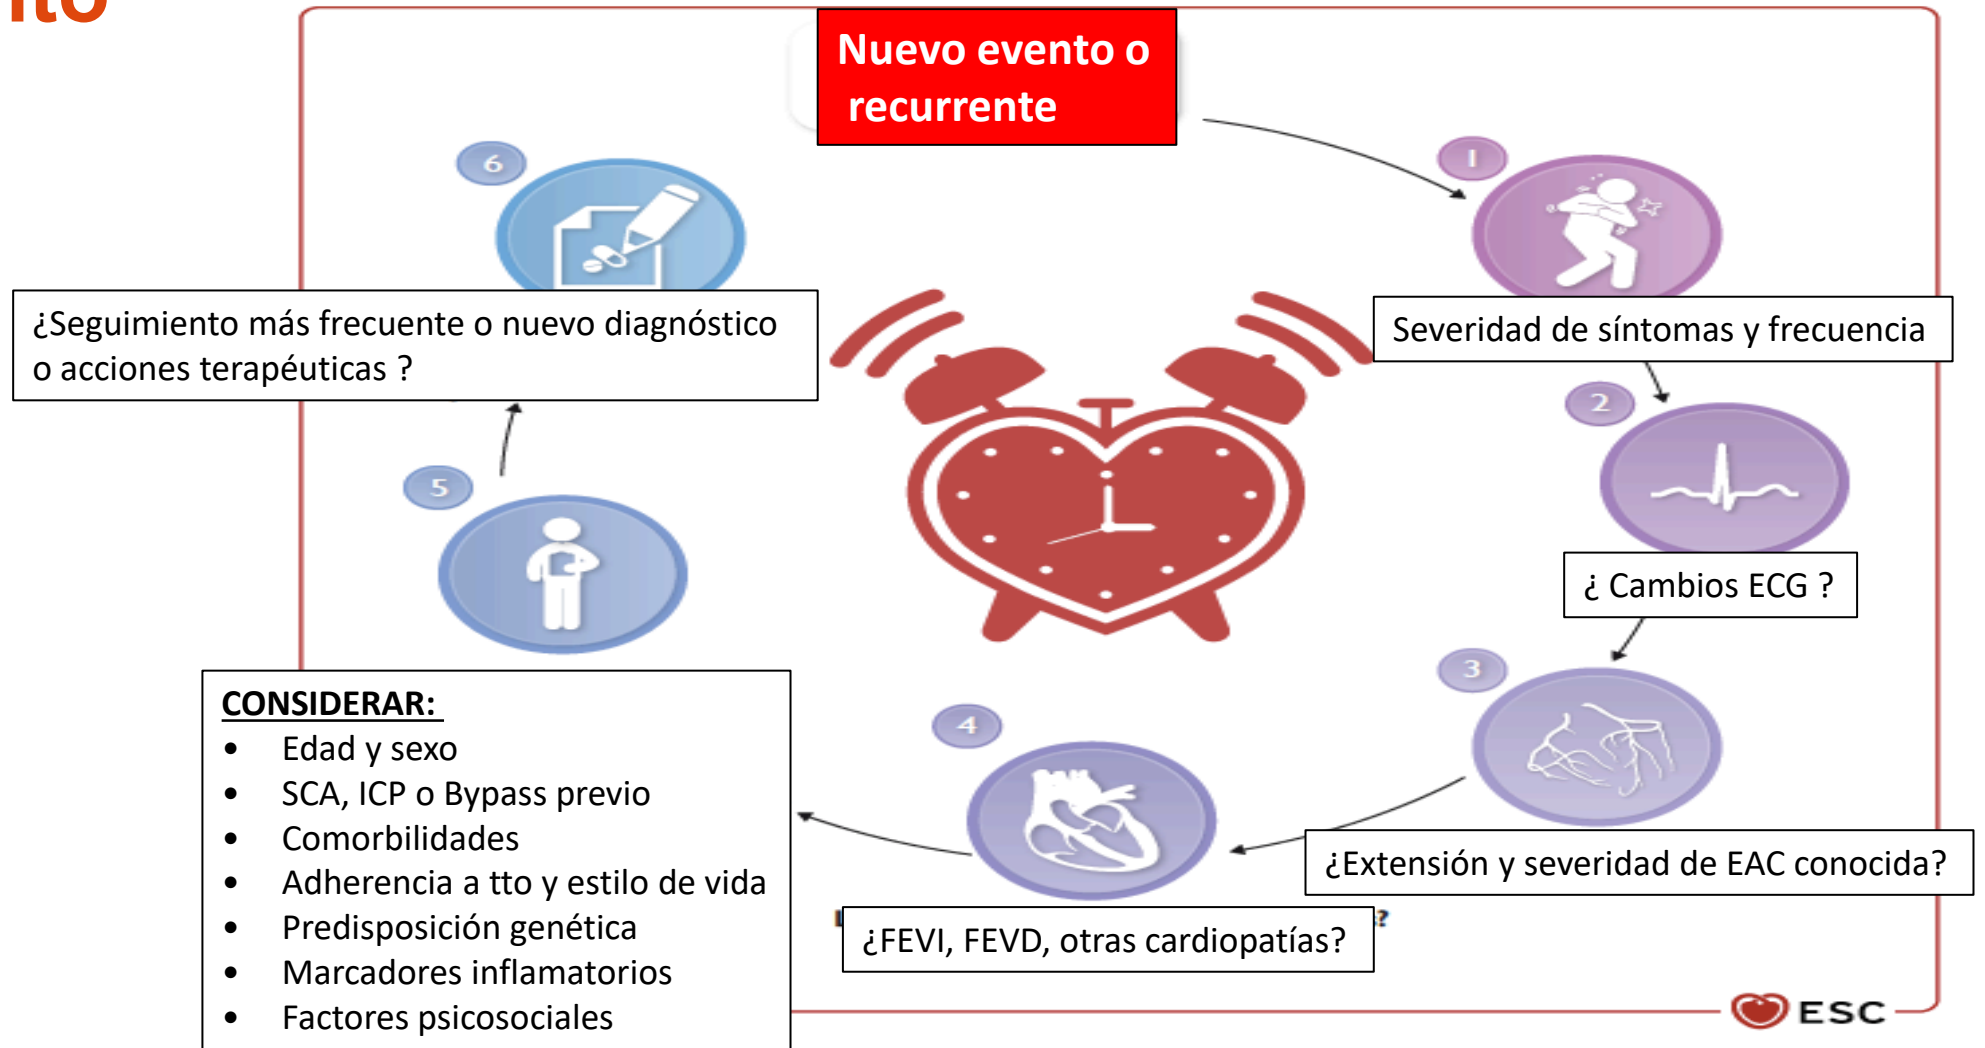 Nuevo evento o
recurrente
1
Severidad de síntomas y frecuencia
2
¿ Cambios ECG ?
3
¿Extensión y severidad de EAC conocida?
4
¿FEVI, FEVD, otras cardiopatías?
5
CONSIDERAR:
• Edad y sexo
• SCA, ICP o Bypass previo
• Comorbilidades
• Adherencia a tto y estilo de vida
• Predisposición genética
• Marcadores inflamatorios
• Factores psicosociales
6
¿Seguimiento más frecuente o nuevo diagnóstico
o acciones terapéuticas ?
ESC